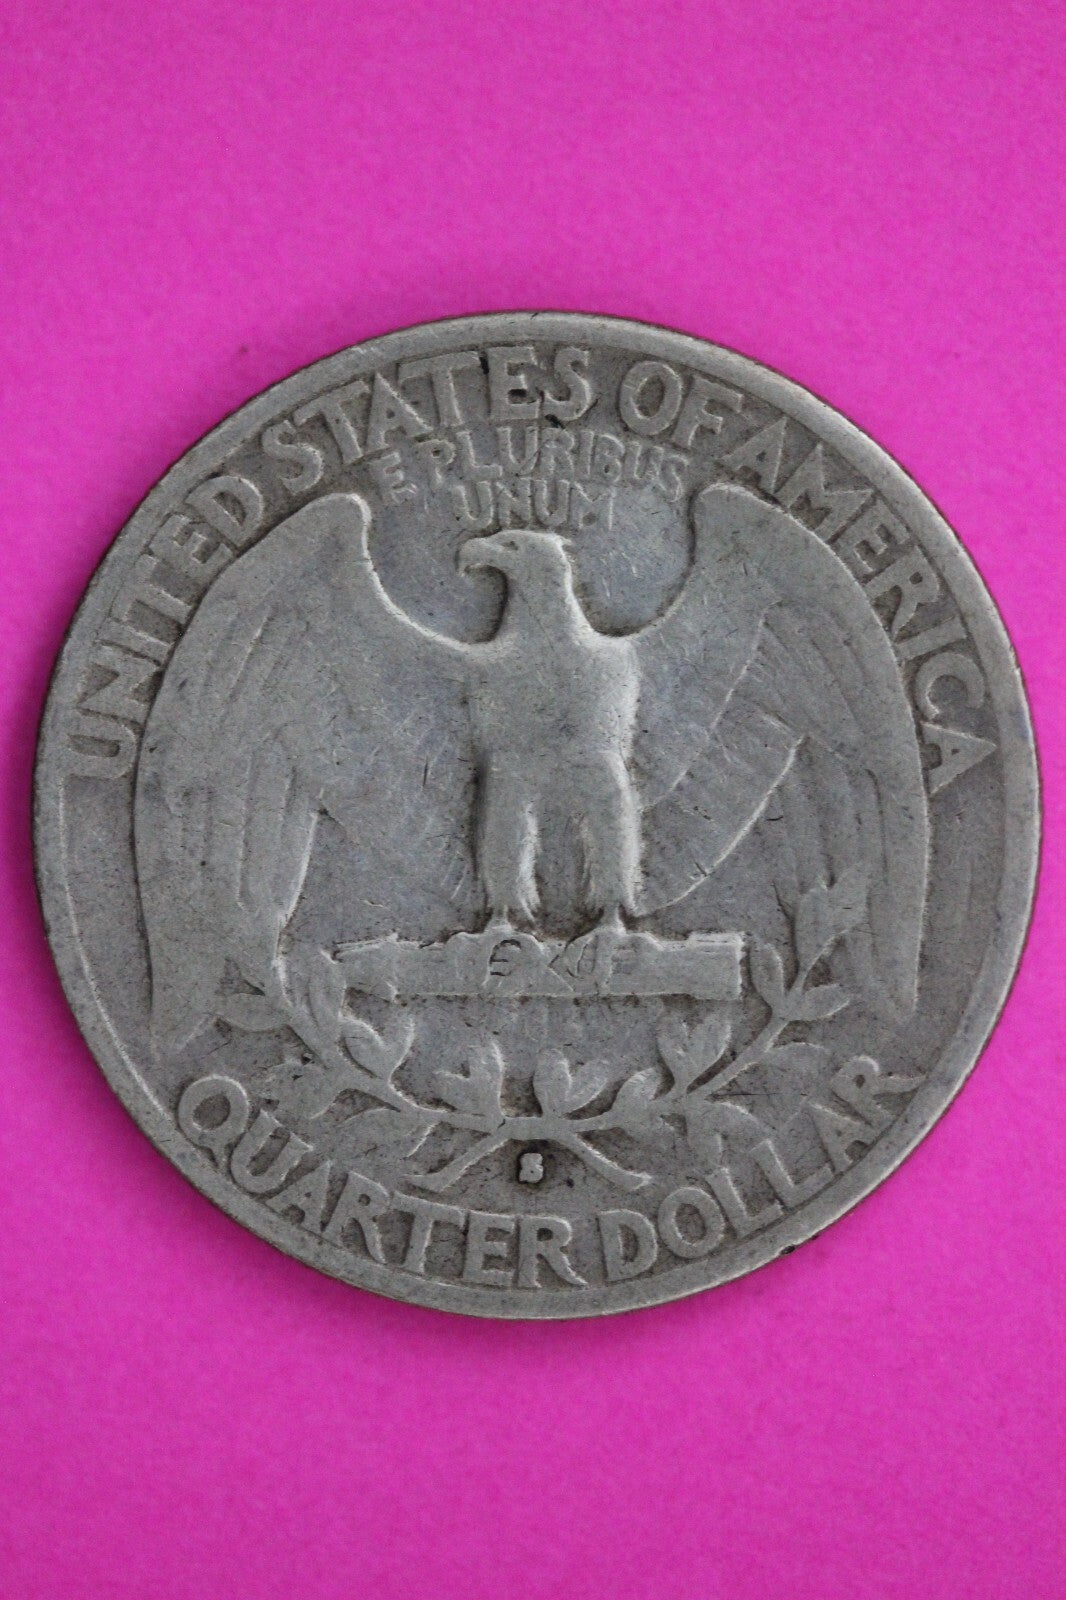 UNITED STATES OF AMERICA
E PLURIBUS
UNUM
S
QUARTER DOLLAR